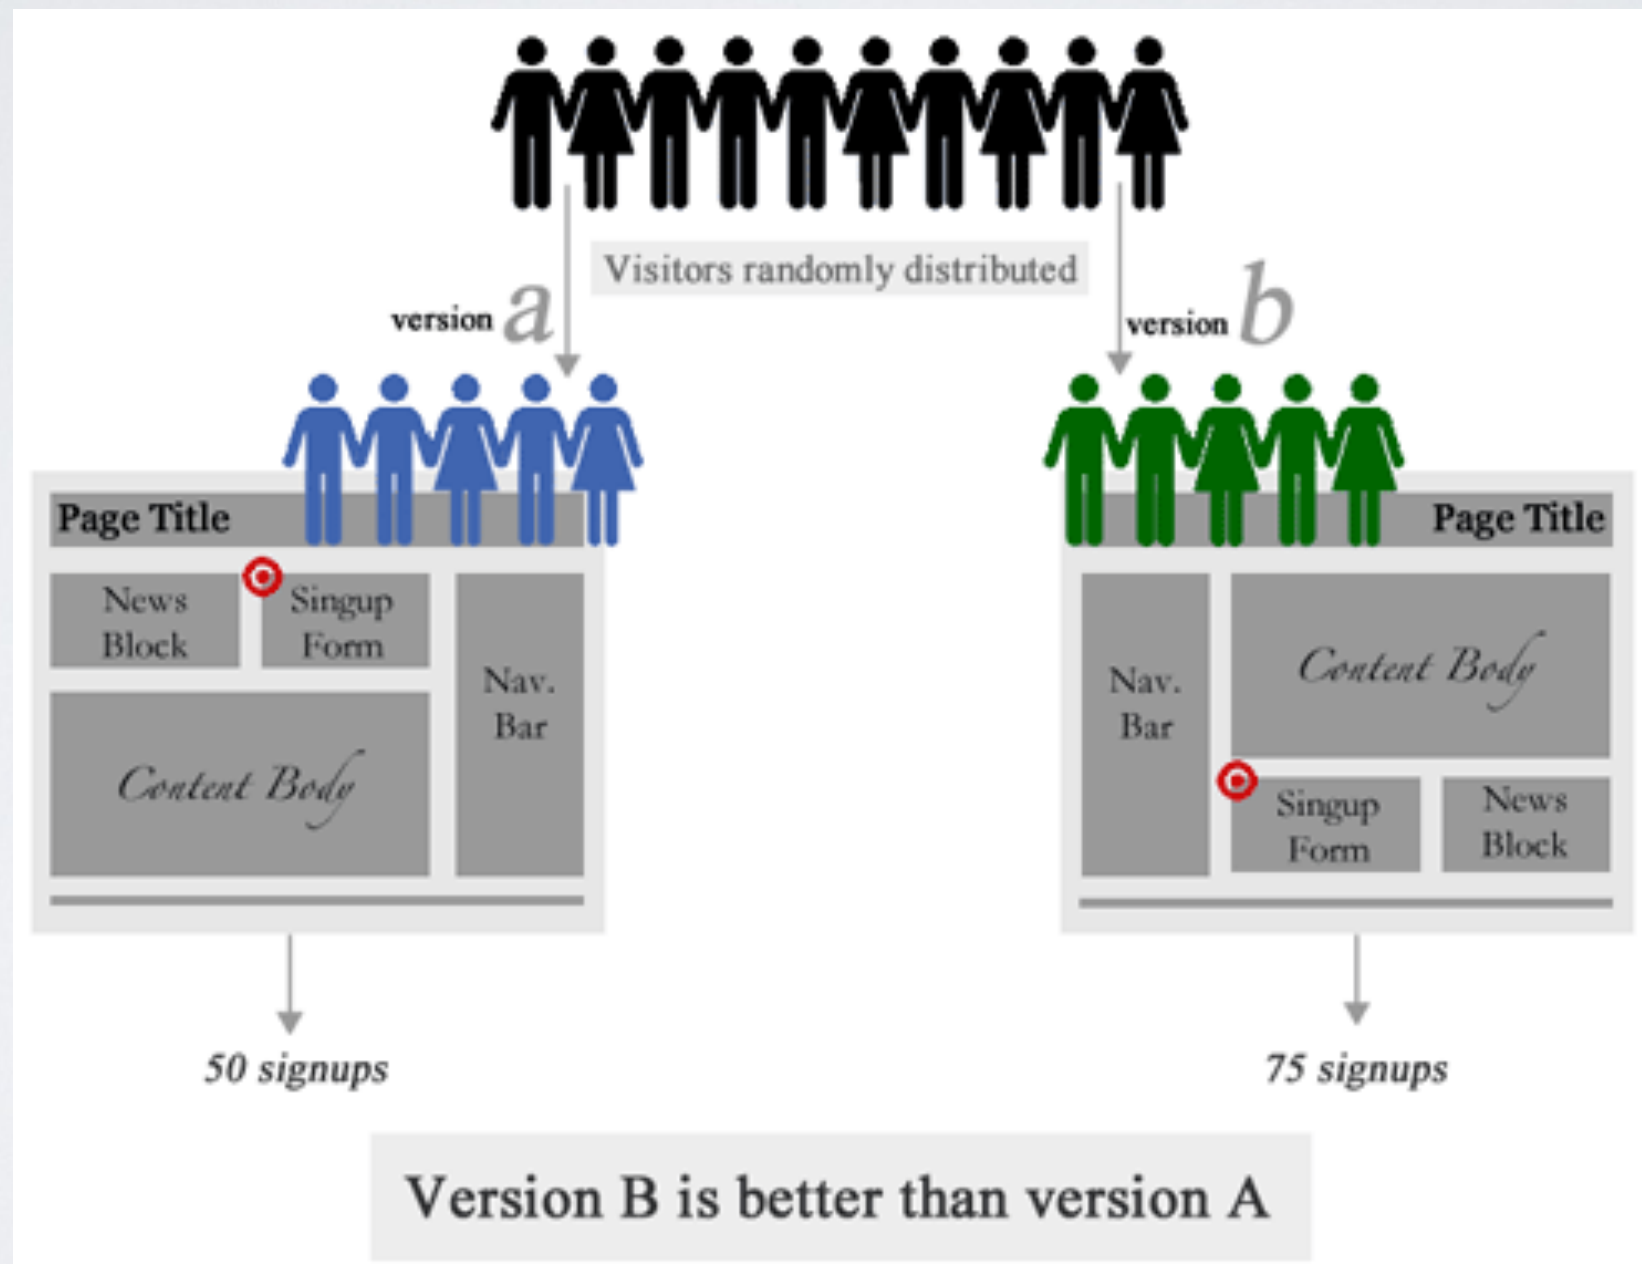 Visitors randomly distributed
version a
version b
Page Title
News
Block
Singup
Form
Nav.
Bar
Content Body
Page Title
Nav.
Bar
Content Body
Singup
Form
News
Block
50 signups
75 signups
Version B is better than version A